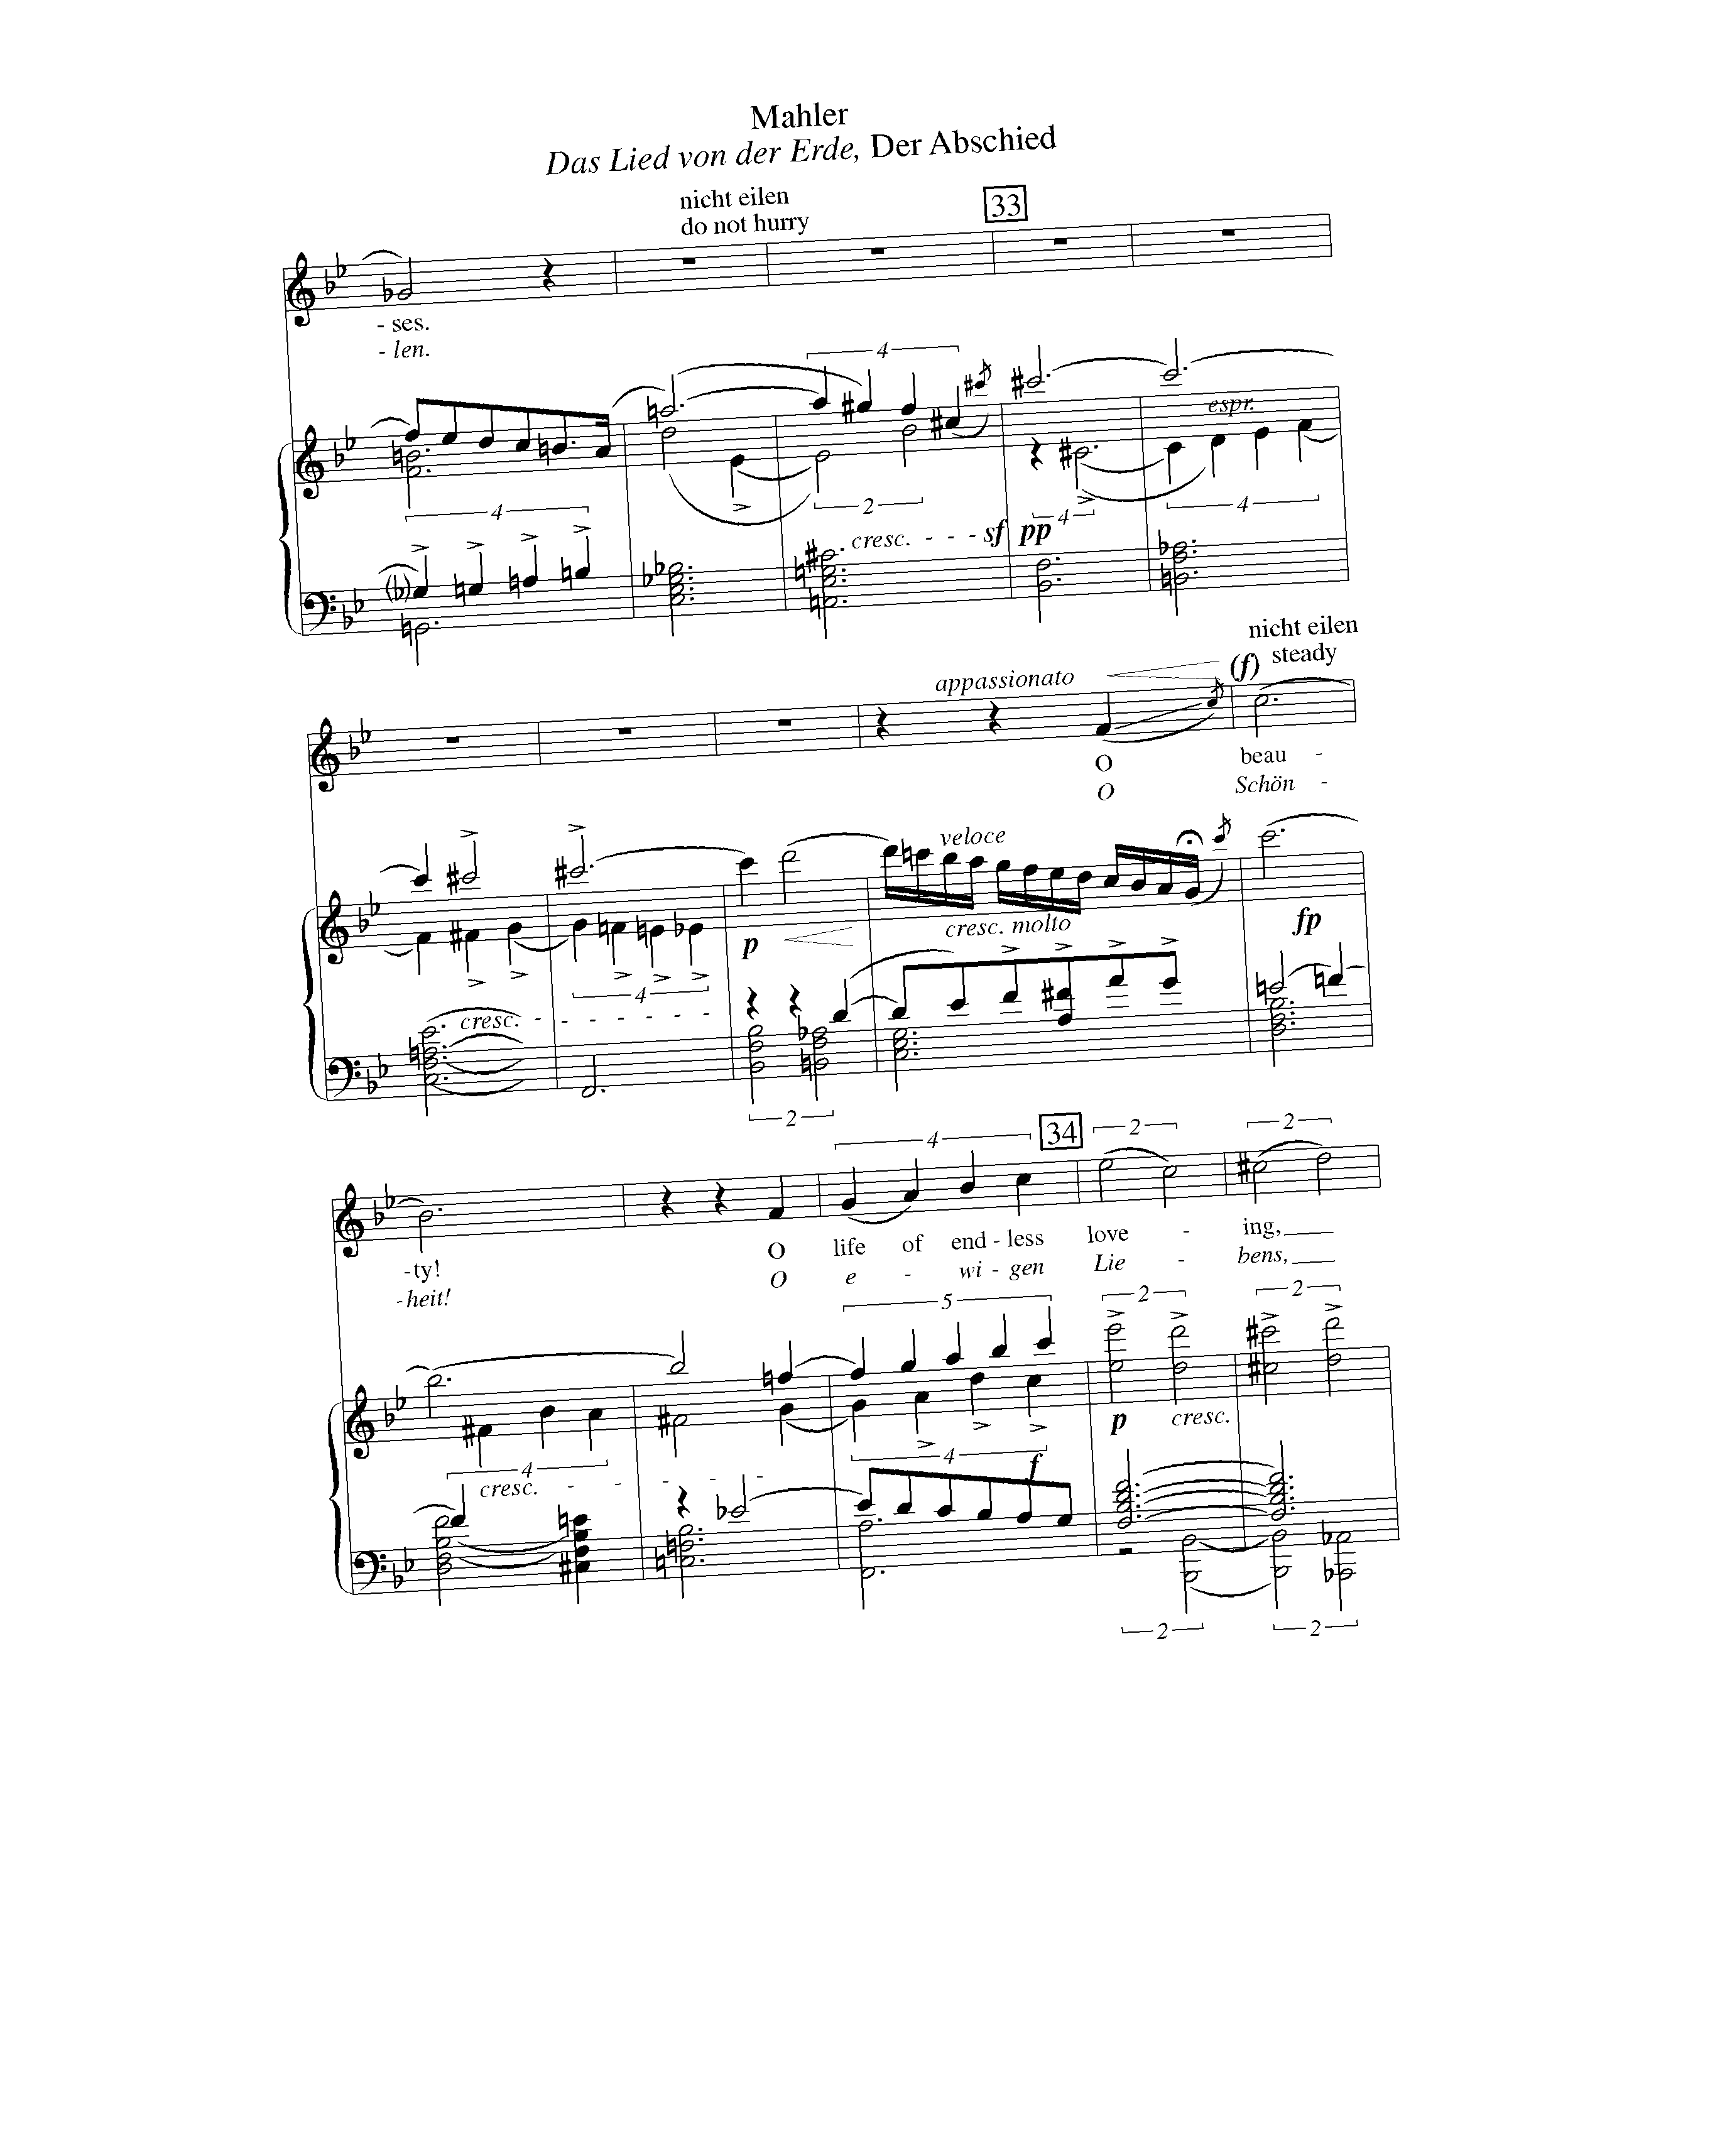 Mahler
Das Lied von der Erde, Der Abschied
nicht eilen
do not hurry
33
- ses.
- len.
4
espr.
4
2
4
4
cresc. - - - sf pp
nicht eilen
steady
appassionato
(f)
O beau -
O Schön -
veloce
p
cresc. molto
fp
4
cresc. - - - - - - -
2
4
34
2
2
-ty! O life of end - less love - ing,
-heit! O e - wi - gen Lie - bens,
5
2
2
p cresc.
4
4
cresc. - - - - -
f
2
2